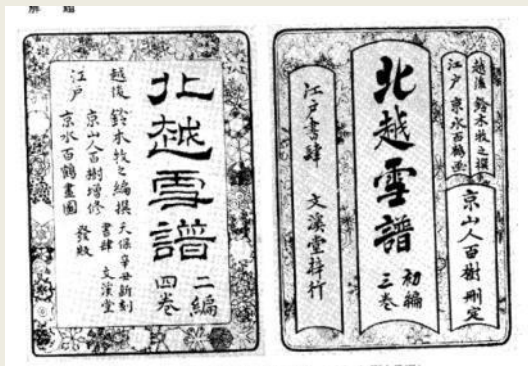 越後 鈴木牧之撰
江戸 京水百鶴畫
京山人百樹 刪定
北越雪譜
初編
三巻
江戸書肆 文溪堂梓行
北越雪譜
二編
四巻
天保辛丑新刻
書肆 文溪堂
越後 鈴木牧之編撰
京山人百樹増修
江戸 京水百鶴畫圖 發販